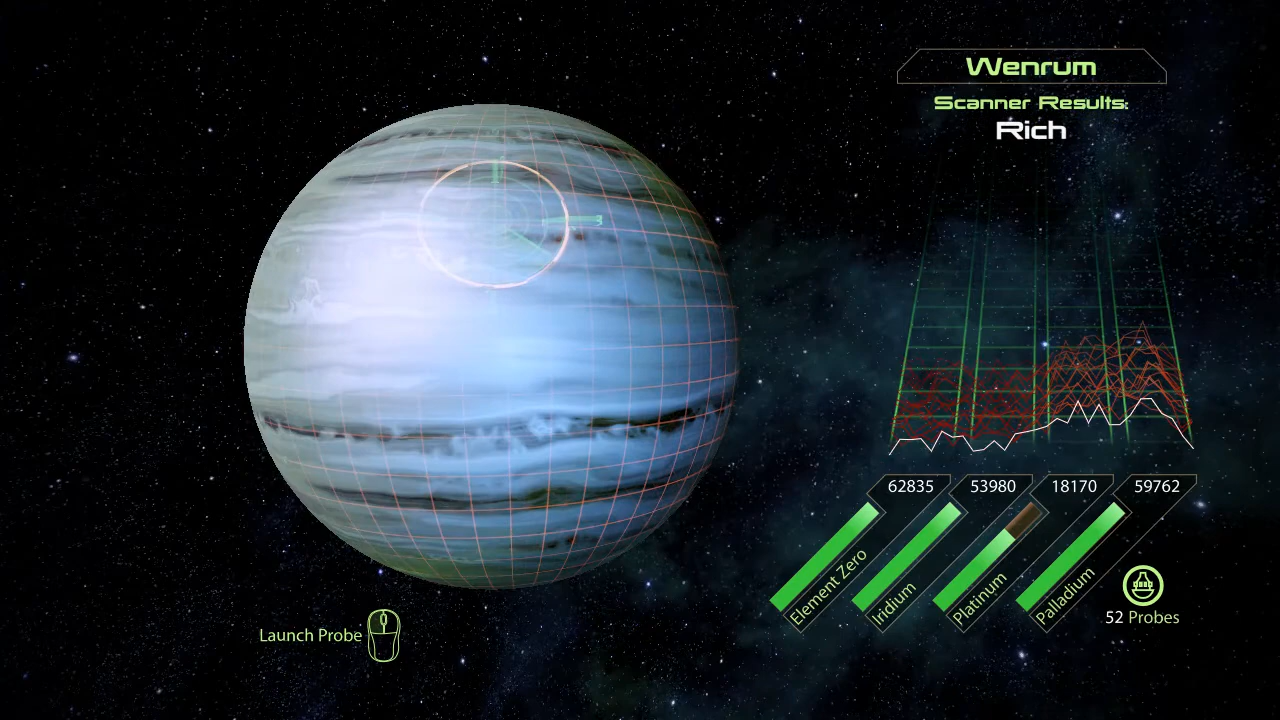 Wenrum
Scanner Results:
Rich
62835
53980
18170
59762
Element Zero
Iridium
Platinum
Palladium
52 Probes
Launch Probe